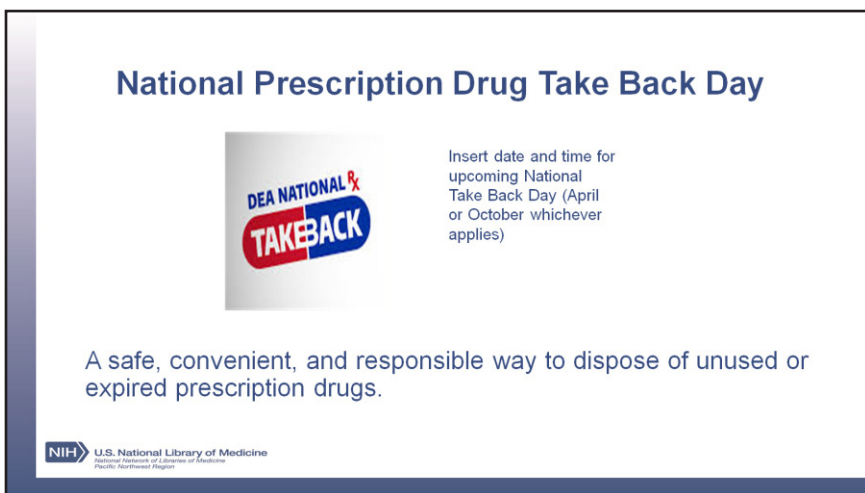 National Prescription Drug Take Back Day
DEA NATIONAL Rx
TAKEBACK
Insert date and time for
upcoming National
Take Back Day (April
or October whichever
applies)
A safe, convenient, and responsible way to dispose of unused or
expired prescription drugs.
NIH
U.S. National Library of Medicine
National Network of Libraries of Medicine
Pacific Northwest Region